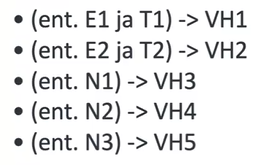 • (ent. E1 ja T1) -> VH1
• (ent. E2 ja T2) -> VH2
• (ent. N1) -> VH3
• (ent. N2) -> VH4
• (ent. N3) -> VH5